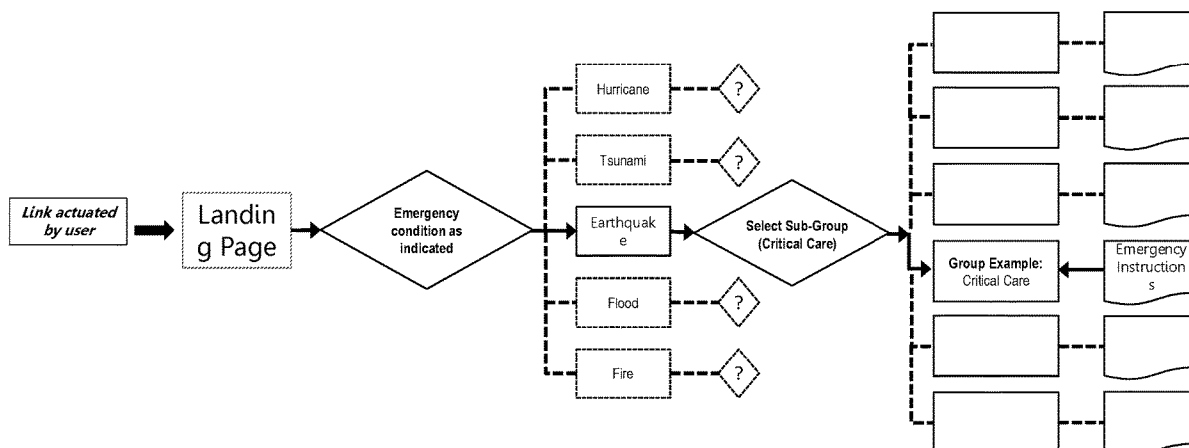 Link actuated
by user
Landin
g Page
Emergency
condition as
indicated
Hurricane
?
Tsunami
?
Earthquak
e
Flood
?
Fire
?
Select Sub-Group
(Critical Care)
Group Example:
Critical Care
Emergency
Instruction
s